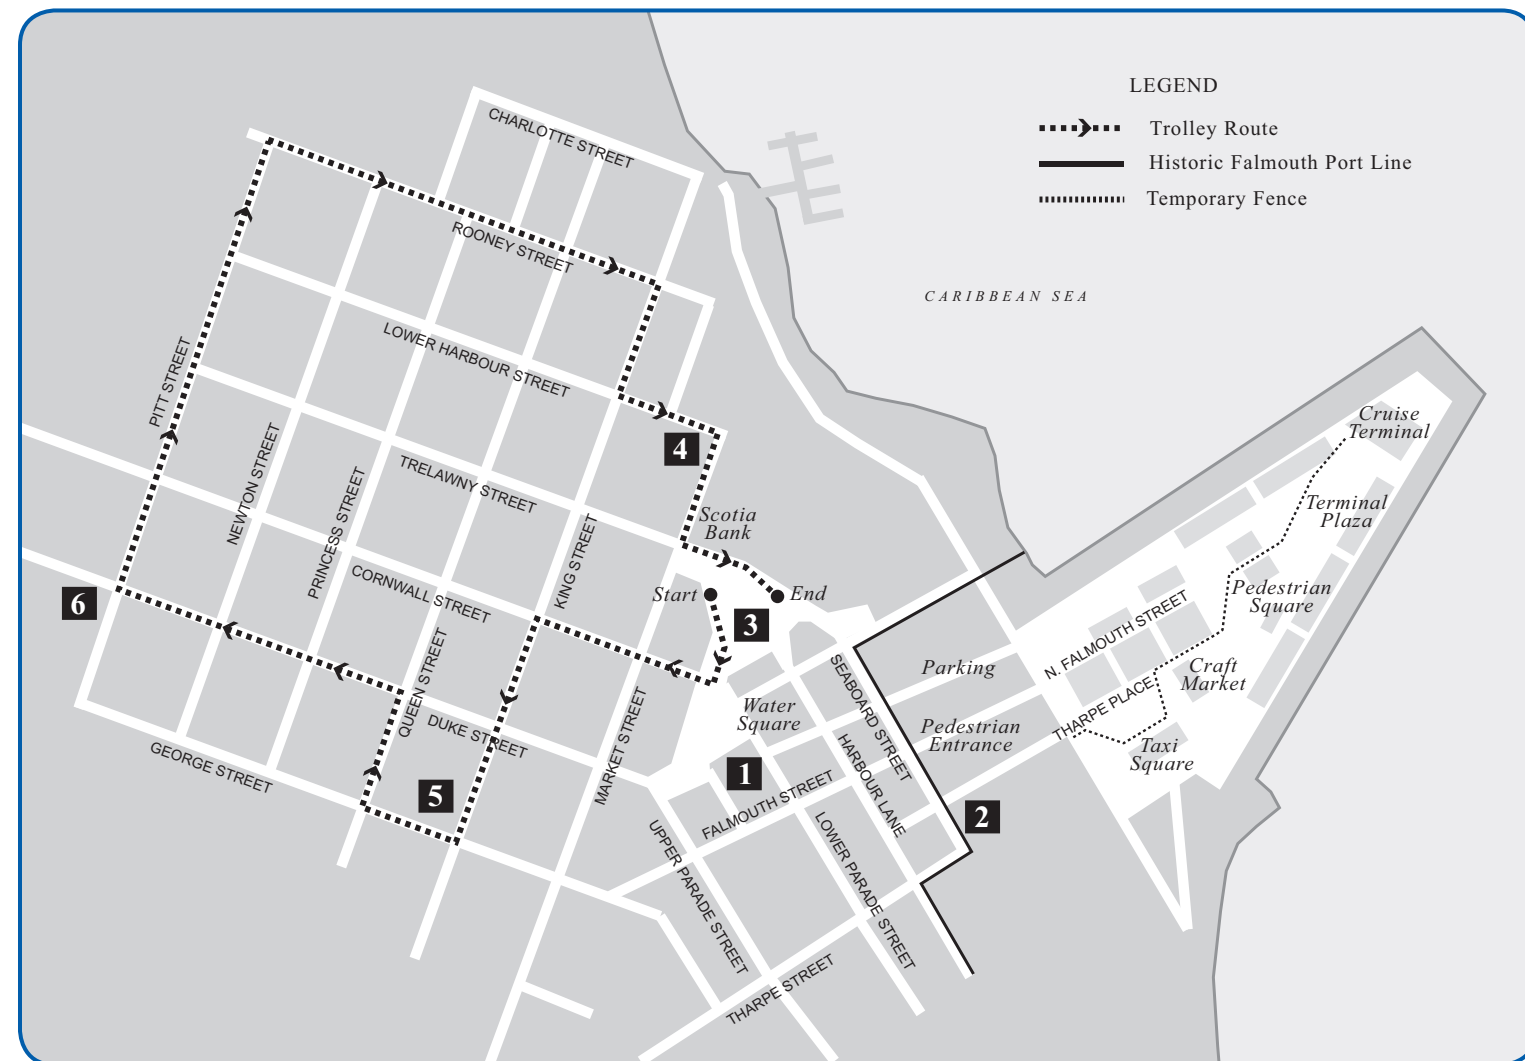 LEGEND
Trolley Route
Historic Falmouth Port Line
Temporary Fence
CHARLOTTE STREET
ROONEY STREET
CARIBBEAN SEA
LOWER HARBOUR STREET
PITT STREET
NEWTON STREET
PRINCESS STREET
TRELAWNY STREET
4
Cruise
Terminal
Terminal
Plaza
Scotia
Bank
KING STREET
CORNWALL STREET
6
Start
End
3
Pedestrian
Square
N. FALMOUTH STREET
Parking
Craft
Market
QUEEN STREET
SEABOARD STREET
THARPE PLACE
Water
Square
Pedestrian
Entrance
DUKE STREET
MARKET STREET
GEORGE STREET
Taxi
Square
1
5
HARBOUR LANE
FALMOUTH STREET
2
UPPER PARADE STREET
LOWER PARADE STREET
THARPE STREET